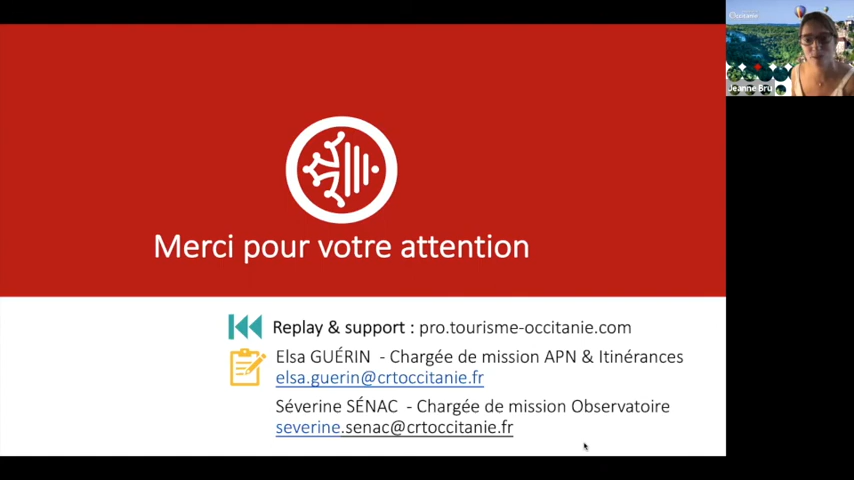 Occitanie
Jeanne Bru
Merci pour votre attention
Replay & support : pro.tourisme-occitanie.com
Elsa GUÉRIN - Chargée de mission APN & Itinérances
elsa.guerin@crtoccitanie.fr
Séverine SÉNAC - Chargée de mission Observatoire
severine.senac@crtoccitanie.fr